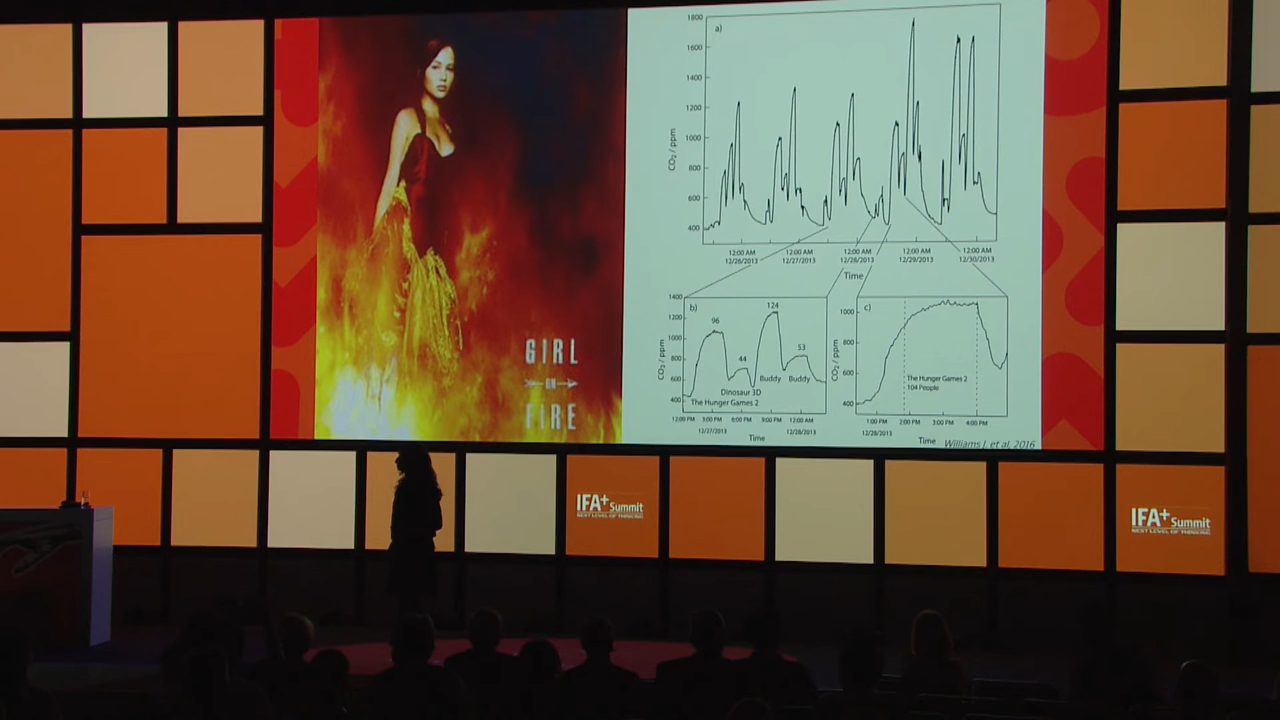 GIRL
ON
FIRE
a)
1800
1600
1400
1200
1000
800
600
400
CO₂ / ppm
12:00 AM
12/26/2013
12:00 AM
12/27/2013
12:00 AM
12/28/2013
12:00 AM
12/29/2013
12:00 AM
12/30/2013
Time
b)
1400
1200
1000
800
600
400
CO₂ / ppm
96
44
124
53
Buddy
Buddy
Dinosaur 3D
The Hunger Games 2
12:00 PM
3:00 PM
6:00 PM
9:00 PM
12:00 AM
12/27/2013
12/28/2013
Time
c)
1000
800
600
400
CO₂ / ppm
The Hunger Games 2
104 People
1:00 PM
2:00 PM
3:00 PM
4:00 PM
12/28/2013
Time
Williams J. et al, 2016
IFA+ Summit
NEXT LEVEL OF THINKING
IFA+ Summit
NEXT LEVEL OF THINKING